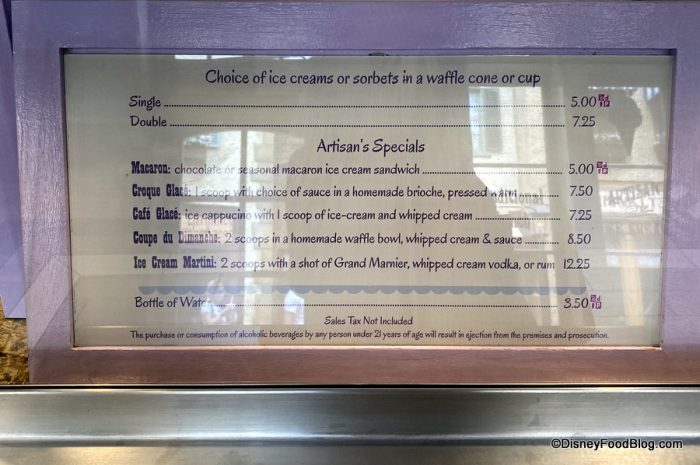 Choice of ice creams or sorbets in a waffle cone or cup
Single 5.00
Double 7.25
Artisan's Specials
Macaron: chocolate or seasonal macaron ice cream sandwich 5.00
Croque Glacé: 1 scoop with choice of sauce in a homemade brioche, pressed warm 7.50
Café Glacé: ice cappucino with 1 scoop of ice-cream and whipped cream 7.25
Coupe du Dimanche: 2 scoops in a homemade waffle bowl, whipped cream & sauce 8.50
Ice Cream Martini: 2 scoops with a shot of Grand Marnier, whipped cream vodka, or rum 12.25
Bottle of Water 3.50
Sales Tax Not Included
The purchase or consumption of alcoholic beverages by any person under 21 years of age will result in ejection from the premises and prosecution.
©DisneyFoodBlog.com